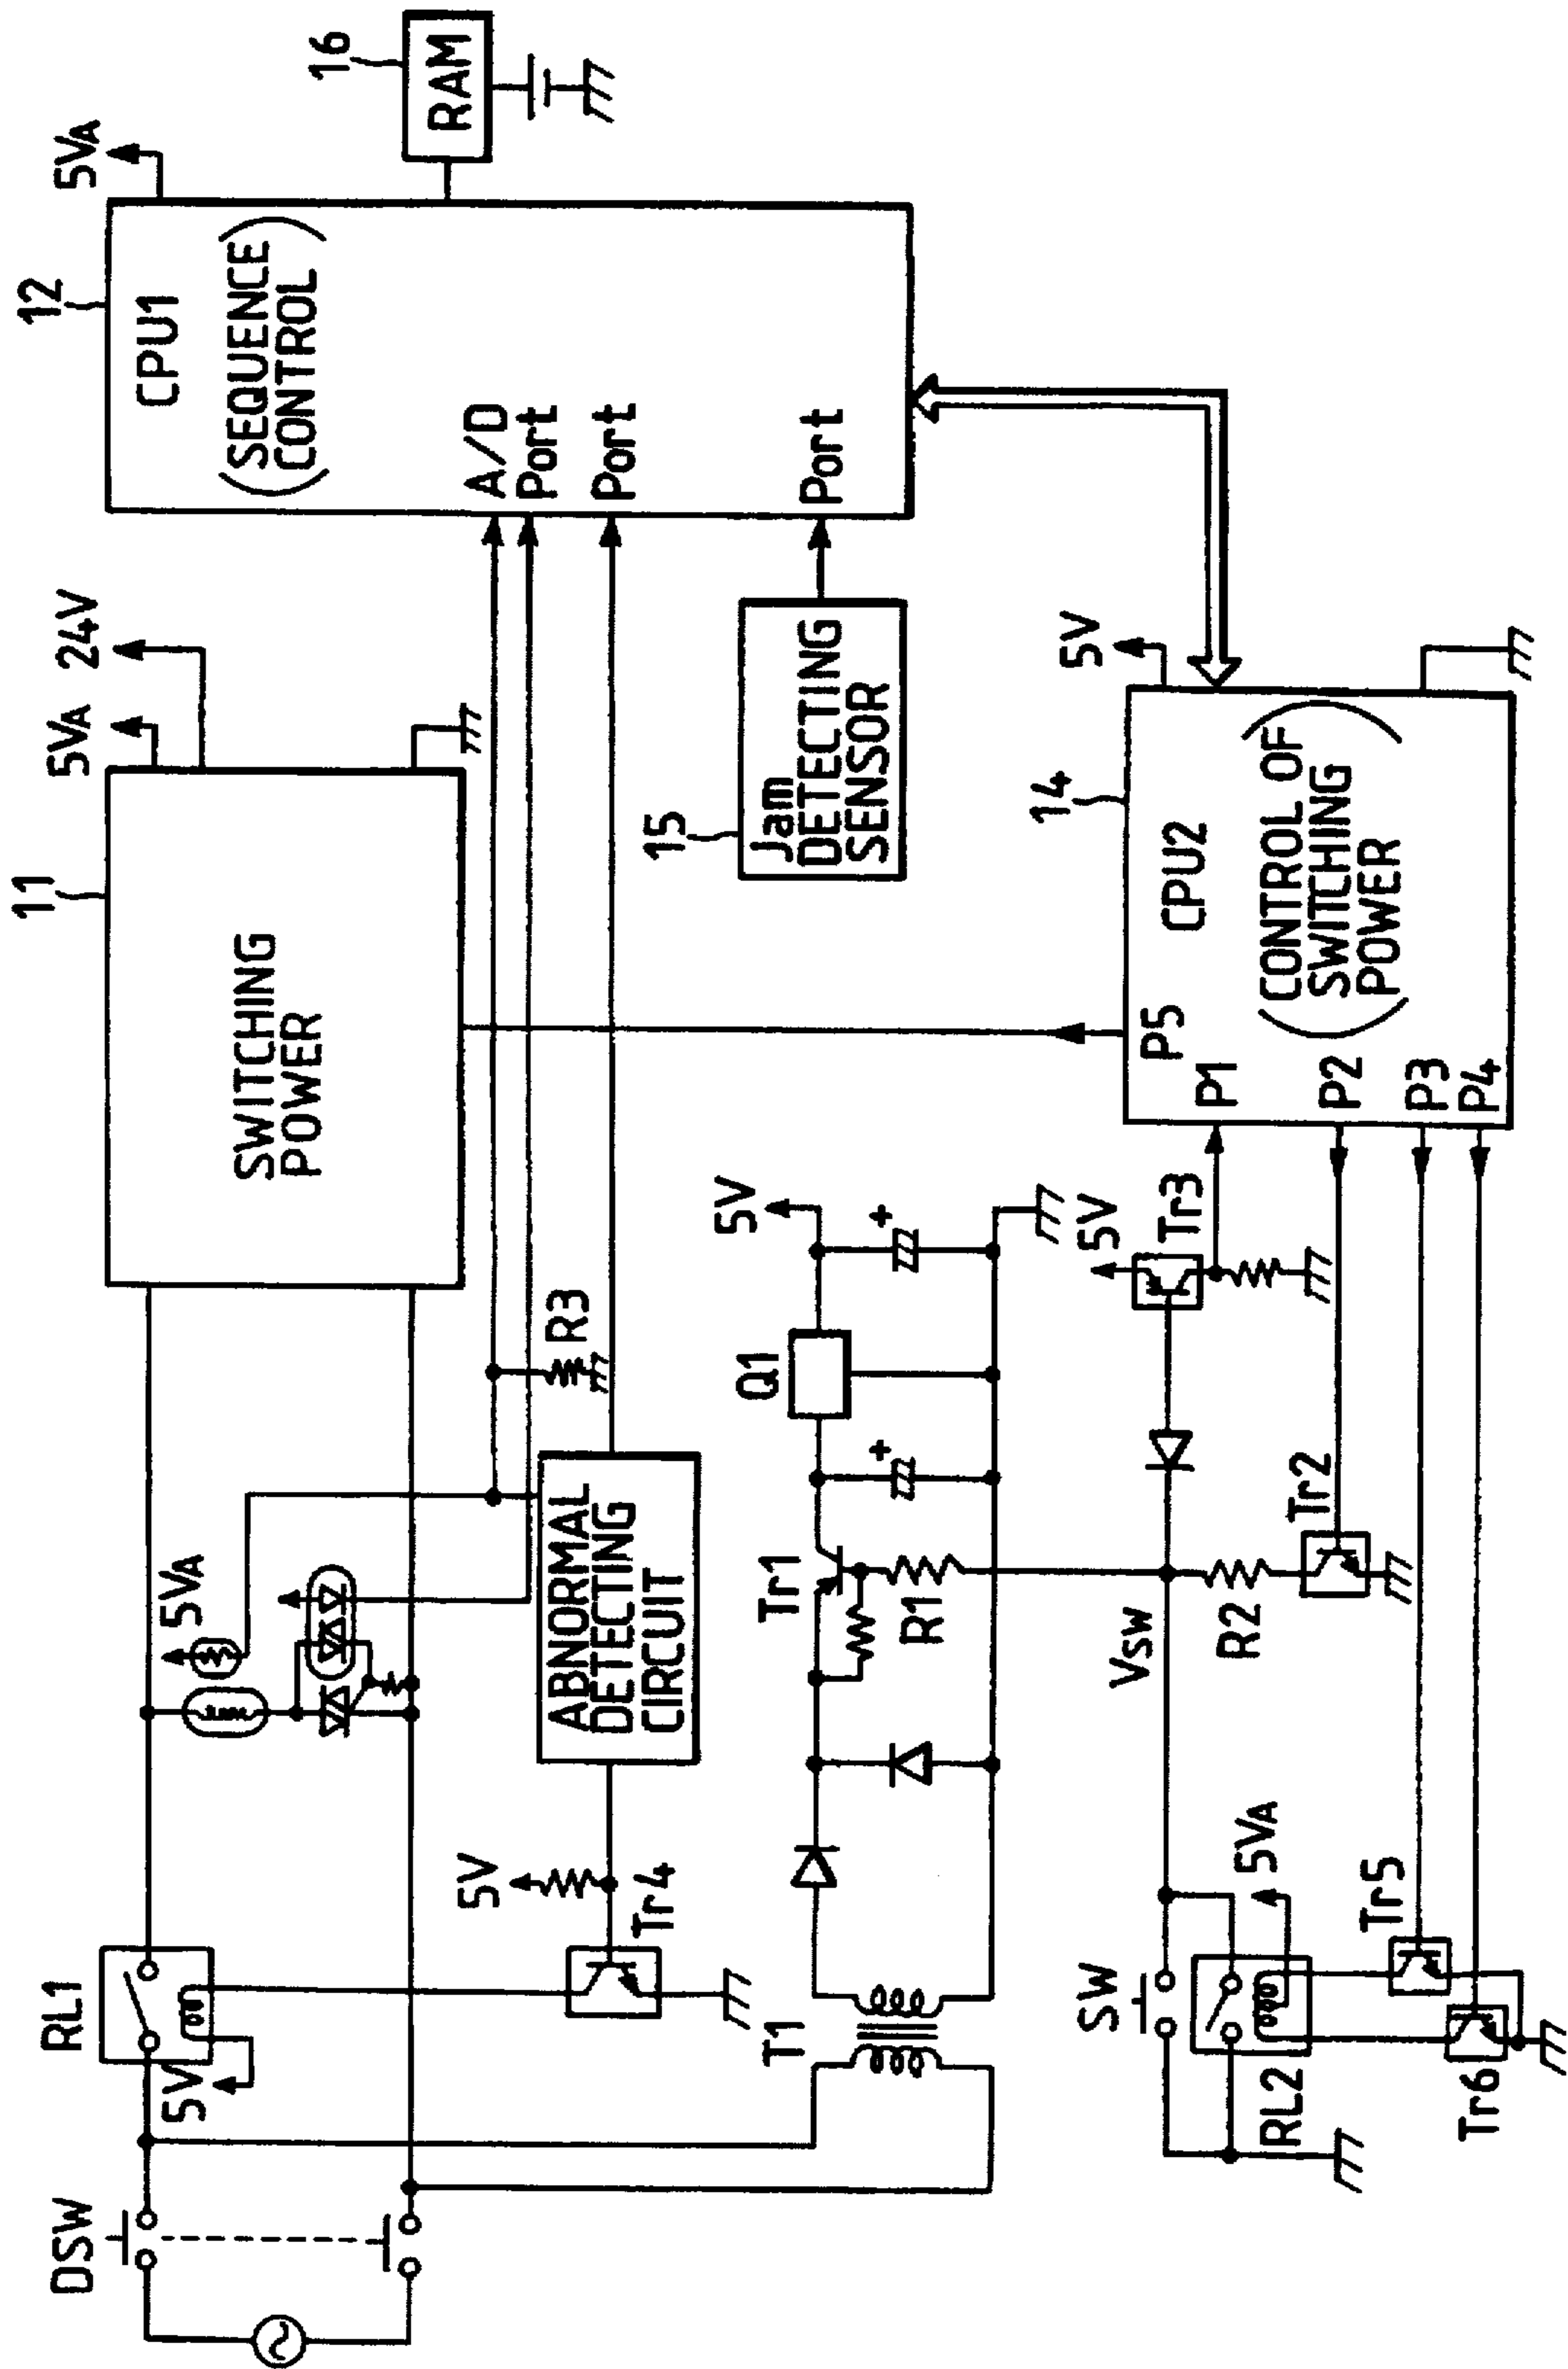 DSW
RL1
5V
5VA
11
SWITCHING
POWER
5VA
24V
12
CPU1
(SEQUENCE
CONTROL)
5VA
16
RAM
A/D
Port
Port
Port
R3
5V
Tr4
ABNORMAL
DETECTING
CIRCUIT
15
Jam
DETECTING
SENSOR
T1
Tr1
R1
Q1
+
+
5V
14
CPU2
(CONTROL OF
SWITCHING
POWER)
5V
P5
P1
P2
P3
P4
5V
Tr3
Vsw
R2
Tr2
SW
RL2
5VA
Tr5
Tr6